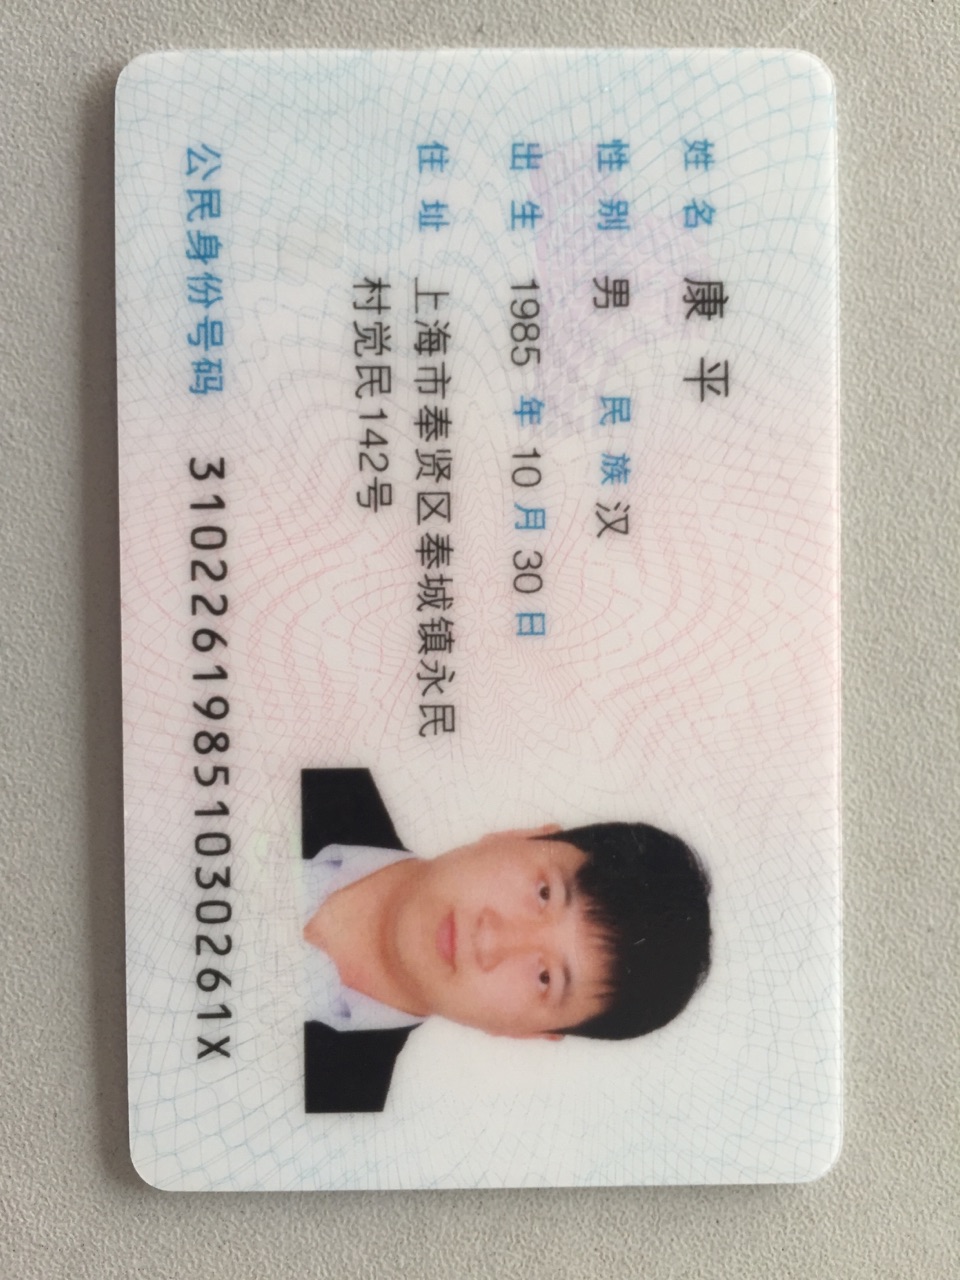 姓名 康平
性别 男 民族 汉
出生 1985 年 10 月 30 日
住址 上海市奉贤区奉城镇永民
村觉民142号
公民身份号码 31022619851030261X